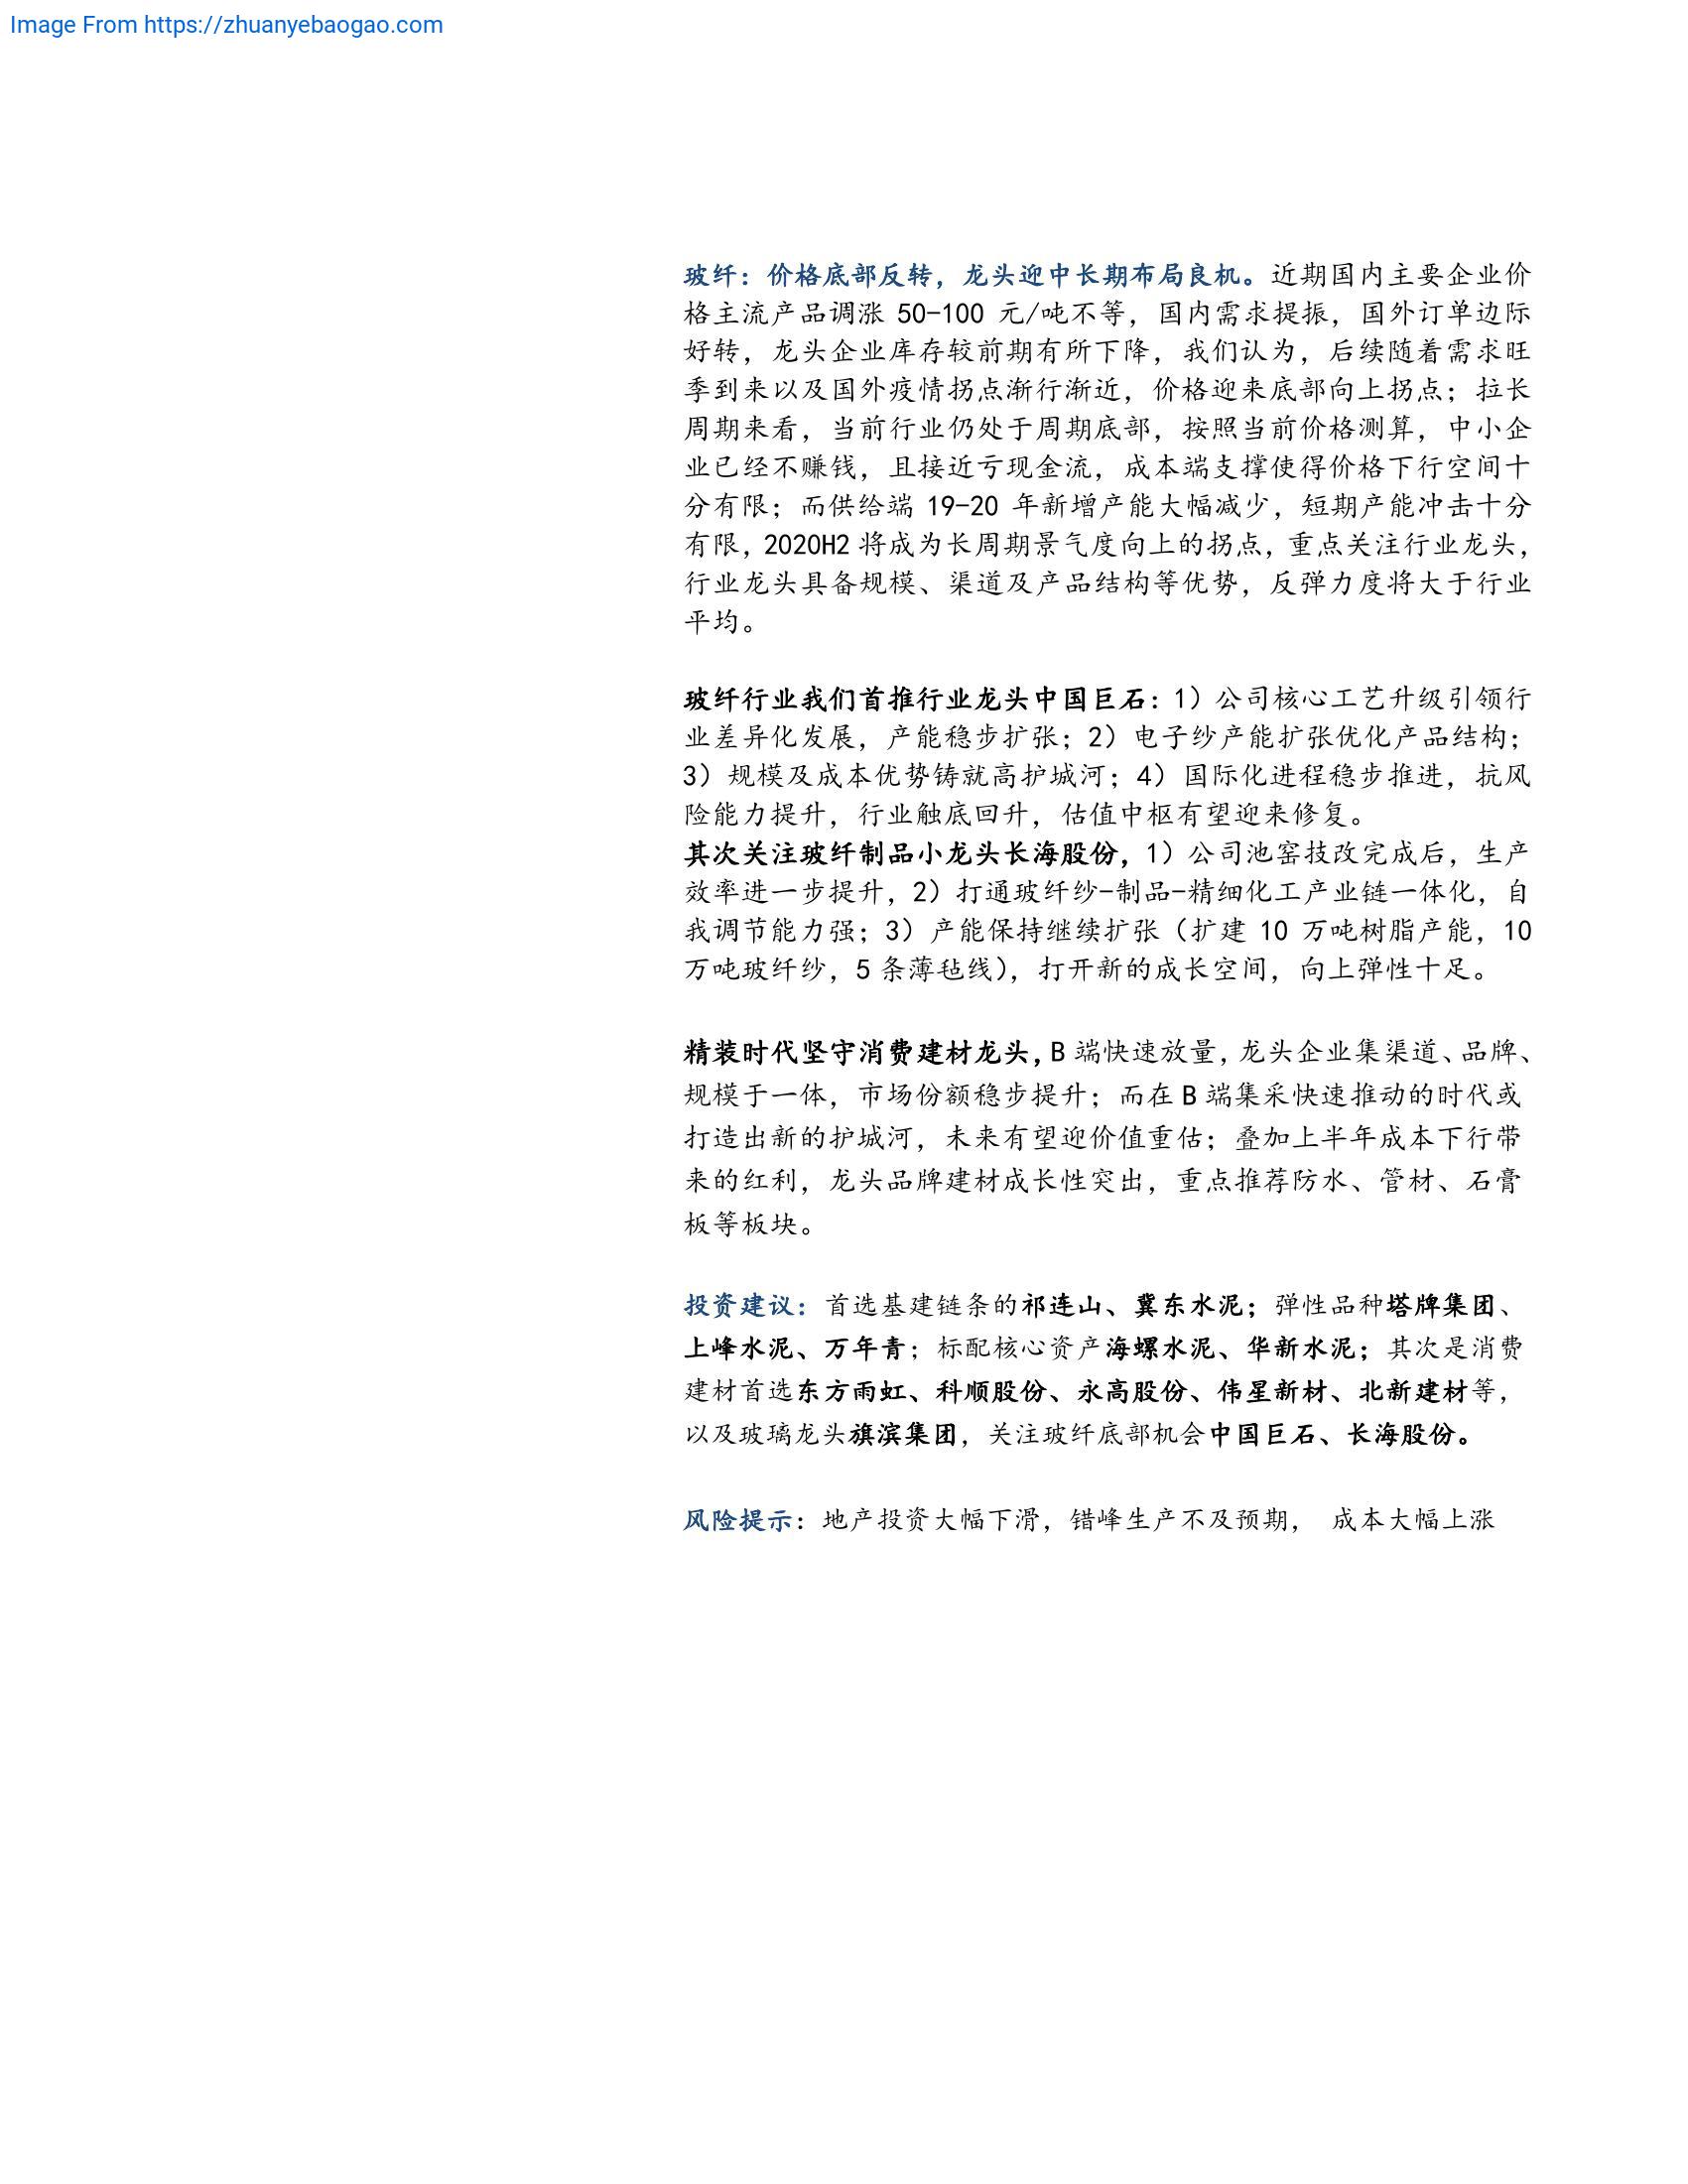 Image From https://zhuanyebaogao.com
玻纤：价格底部反转，龙头迎中长期布局良机。近期国内主要企业价
格主流产品调涨 50-100 元/吨不等，国内需求提振，国外订单边际
好转，龙头企业库存较前期有所下降，我们认为，后续随着需求旺
季到来以及国外疫情拐点渐行渐近，价格迎来底部向上拐点；拉长
周期来看，当前行业仍处于周期底部，按照当前价格测算，中小企
业已经不赚钱，且接近亏现金流，成本端支撑使得价格下行空间十
分有限；而供给端 19-20 年新增产能大幅减少，短期产能冲击十分
有限，2020H2 将成为长周期景气度向上的拐点，重点关注行业龙头，
行业龙头具备规模、渠道及产品结构等优势，反弹力度将大于行业
平均。
玻纤行业我们首推行业龙头中国巨石：1）公司核心工艺升级引领行
业差异化发展，产能稳步扩张；2）电子纱产能扩张优化产品结构；
3）规模及成本优势铸就高护城河；4）国际化进程稳步推进，抗风
险能力提升，行业触底回升，估值中枢有望迎来修复。
其次关注玻纤制品小龙头长海股份，1）公司池窑技改完成后，生产
效率进一步提升，2）打通玻纤纱-制品-精细化工产业链一体化，自
我调节能力强；3）产能保持继续扩张（扩建 10 万吨树脂产能，10
万吨玻纤纱，5 条薄毡线），打开新的成长空间，向上弹性十足。
精装时代坚守消费建材龙头，B 端快速放量，龙头企业集渠道、品牌、
规模于一体，市场份额稳步提升；而在 B 端集采快速推动的时代或
打造出新的护城河，未来有望迎价值重估；叠加上半年成本下行带
来的红利，龙头品牌建材成长性突出，重点推荐防水、管材、石膏
板等板块。
投资建议：首选基建链条的祁连山、冀东水泥；弹性品种塔牌集团、
上峰水泥、万年青；标配核心资产海螺水泥、华新水泥；其次是消费
建材首选东方雨虹、科顺股份、永高股份、伟星新材、北新建材等，
以及玻璃龙头旗滨集团，关注玻纤底部机会中国巨石、长海股份。
风险提示：地产投资大幅下滑，错峰生产不及预期， 成本大幅上涨